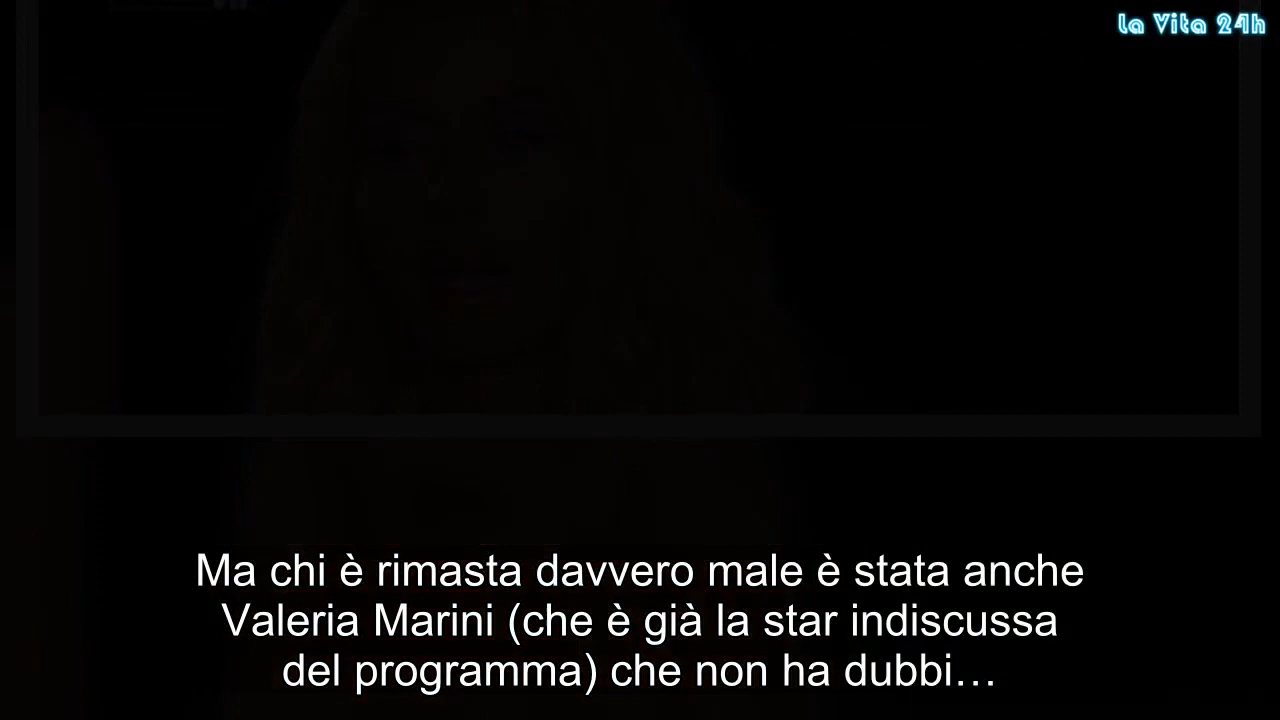 La Vita 24h
Ma chi è rimasta davvero male è stata anche
Valeria Marini (che è già la star indiscussa
del programma) che non ha dubbi…